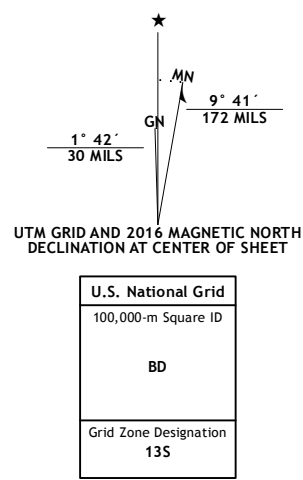 ★
MN
GN
9° 41´
172 MILS
1° 42´
30 MILS
UTM GRID AND 2016 MAGNETIC NORTH
DECLINATION AT CENTER OF SHEET
U.S. National Grid
100,000-m Square ID
BD
Grid Zone Designation
13S